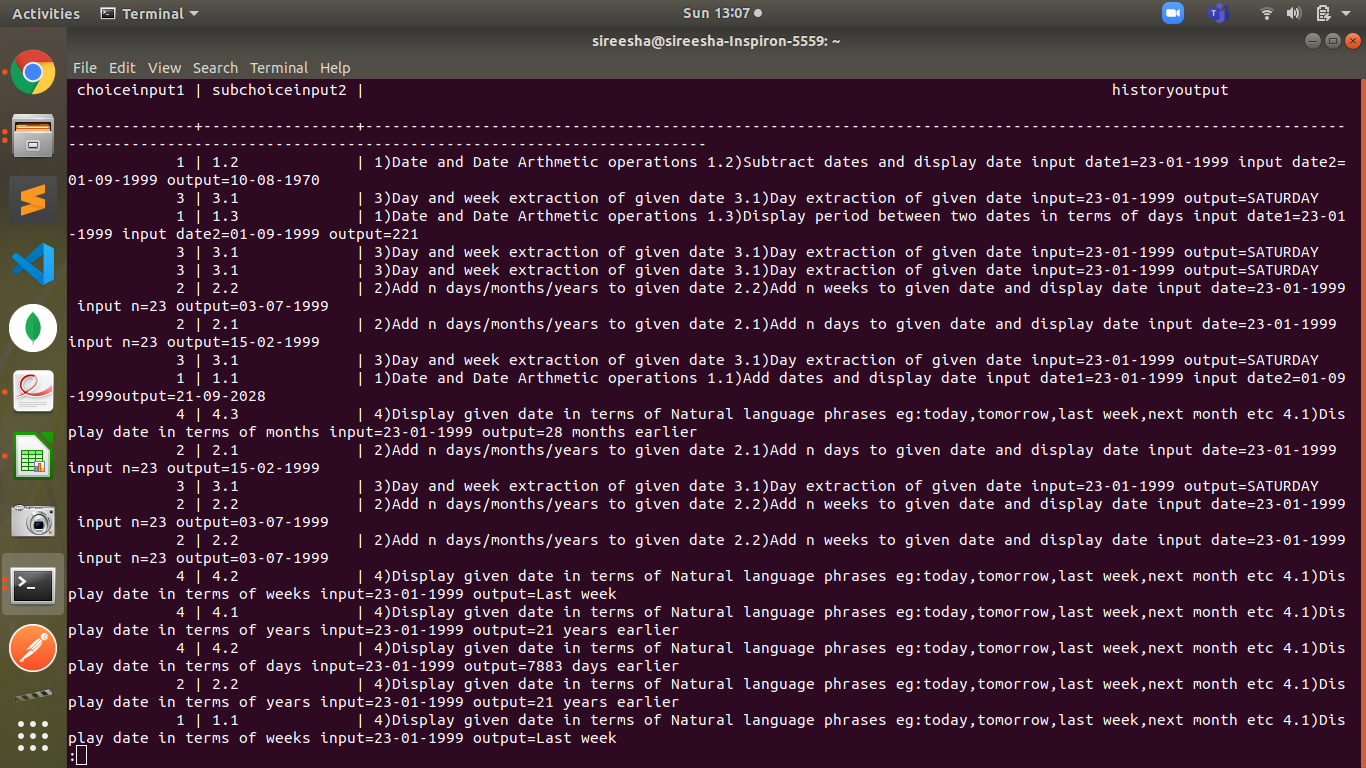 Activities Terminal Sun 13:07
sireesha@sireesha-Inspiron-5559: ~
File Edit View Search Terminal Help
 choiceinput1 | subchoiceinput2 | historyoutput
--------------+-----------------+-------------------------------------------------------------------------------------------------------------
-----------------------------------------------------------------------
1 | 1.2 | 1)Date and Date Arithmetic operations 1.2)Subtract dates and display date input date1=23-01-1999 input date2=
01-09-1999 output=10-08-1970
3 | 3.1 | 3)Day and week extraction of given date 3.1)Day extraction of given date input=23-01-1999 output=SATURDAY
1 | 1.3 | 1)Date and Date Arithmetic operations 1.3)Display period between two dates in terms of days input date1=23-01
-1999 input date2=01-09-1999 output=221
3 | 3.1 | 3)Day and week extraction of given date 3.1)Day extraction of given date input=23-01-1999 output=SATURDAY
3 | 3.1 | 3)Day and week extraction of given date 3.1)Day extraction of given date input=23-01-1999 output=SATURDAY
2 | 2.2 | 2)Add n days/months/years to given date 2.2)Add n weeks to given date and display date input date=23-01-1999
 input n=23 output=03-07-1999
2 | 2.1 | 2)Add n days/months/years to given date 2.1)Add n days to given date and display date input date=23-01-1999
input n=23 output=15-02-1999
3 | 3.1 | 3)Day and week extraction of given date 3.1)Day extraction of given date input=23-01-1999 output=SATURDAY
1 | 1.1 | 1)Date and Date Arithmetic operations 1.1)Add dates and display date input date1=23-01-1999 input date2=01-09
-1999output=21-09-2028
4 | 4.3 | 4)Display given date in terms of Natural language phrases eg:today,tomorrow,last week,next month etc 4.1)Dis
play date in terms of months input=23-01-1999 output=28 months earlier
2 | 2.1 | 2)Add n days/months/years to given date 2.1)Add n days to given date and display date input date=23-01-1999
input n=23 output=15-02-1999
3 | 3.1 | 3)Day and week extraction of given date 3.1)Day extraction of given date input=23-01-1999 output=SATURDAY
2 | 2.2 | 2)Add n days/months/years to given date 2.2)Add n weeks to given date and display date input date=23-01-1999
 input n=23 output=03-07-1999
2 | 2.2 | 2)Add n days/months/years to given date 2.2)Add n weeks to given date and display date input date=23-01-1999
 input n=23 output=03-07-1999
4 | 4.2 | 4)Display given date in terms of Natural language phrases eg:today,tomorrow,last week,next month etc 4.1)Dis
play date in terms of weeks input=23-01-1999 output=Last week
4 | 4.1 | 4)Display given date in terms of Natural language phrases eg:today,tomorrow,last week,next month etc 4.1)Dis
play date in terms of years input=23-01-1999 output=21 years earlier
4 | 4.2 | 4)Display given date in terms of Natural language phrases eg:today,tomorrow,last week,next month etc 4.1)Dis
play date in terms of days input=23-01-1999 output=7883 days earlier
2 | 2.2 | 4)Display given date in terms of Natural language phrases eg:today,tomorrow,last week,next month etc 4.1)Dis
play date in terms of years input=23-01-1999 output=21 years earlier
1 | 1.1 | 4)Display given date in terms of Natural language phrases eg:today,tomorrow,last week,next month etc 4.1)Dis
play date in terms of weeks input=23-01-1999 output=Last week
: